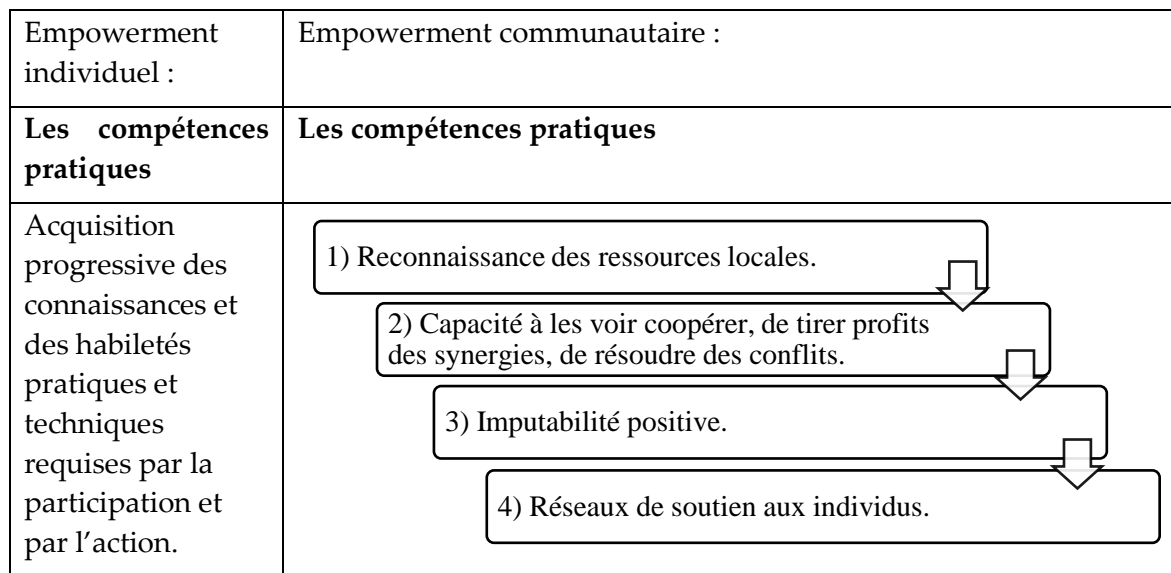 Empowerment
individuel :
Empowerment communautaire :
Les compétences
pratiques
Les compétences pratiques
Acquisition
progressive des
connaissances et
des habiletés
pratiques et
techniques
requises par la
participation et
par l’action.
1) Reconnaissance des ressources locales.
2) Capacité à les voir coopérer, de tirer profits
des synergies, de résoudre des conflits.
3) Imputabilité positive.
4) Réseaux de soutien aux individus.